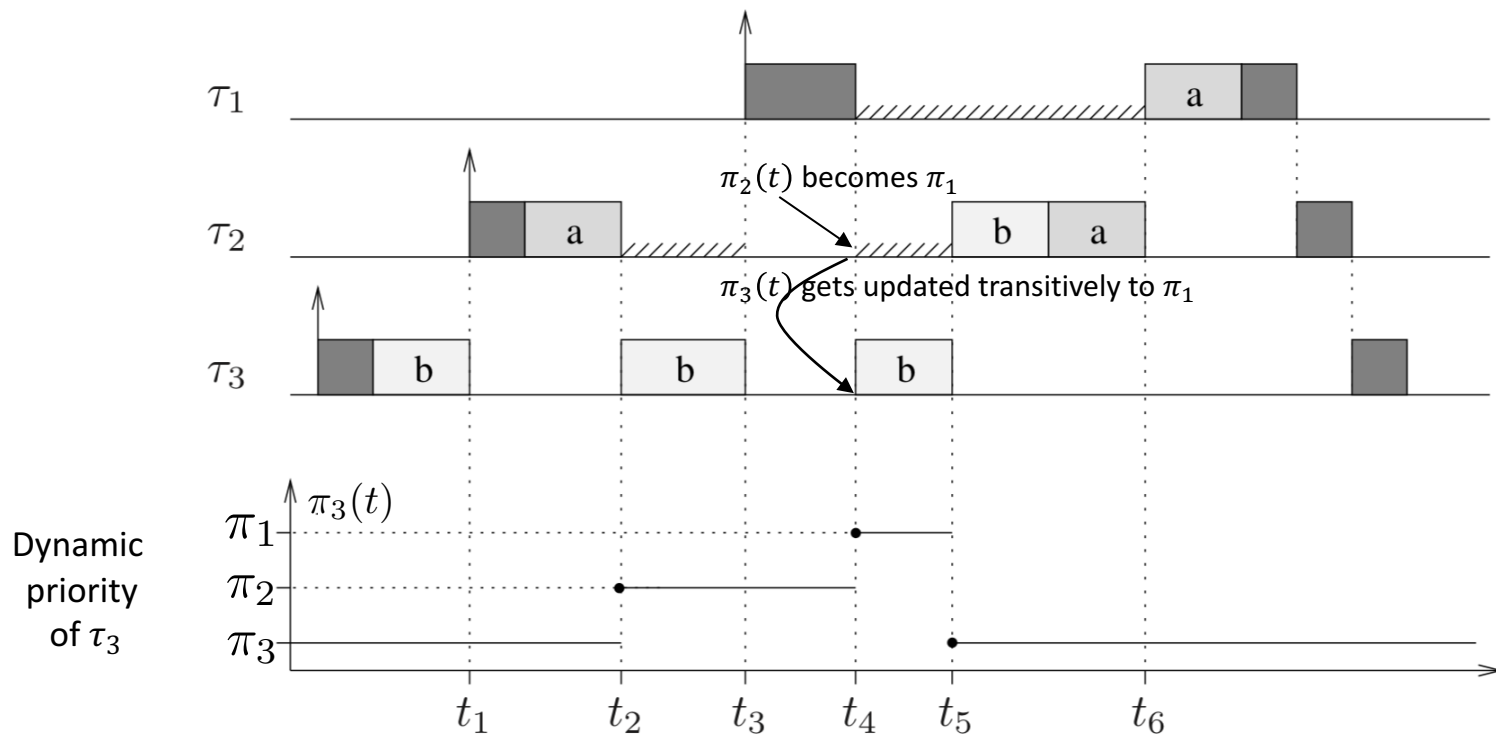 τ₁
a
π₂(t) becomes π₁
τ₂
a
b
a
π₃(t) gets updated transitively to π₁
τ₃
b
b
b
π₃(t)
Dynamic
priority
of τ₃
π₁
π₂
π₃
t₁
t₂
t₃
t₄
t₅
t₆